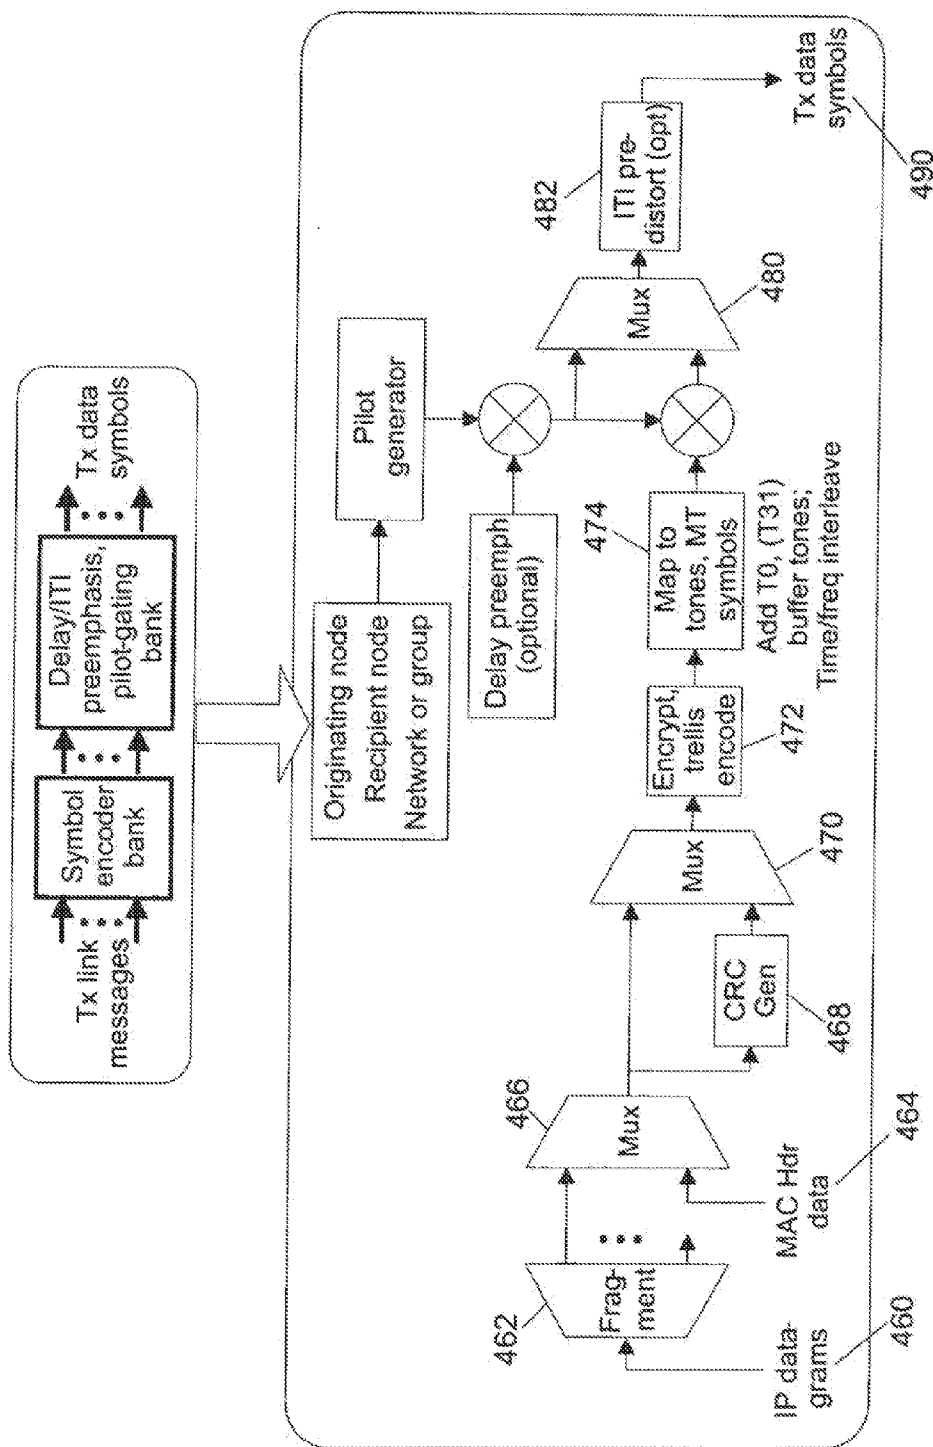 Tx link
messages
Symbol
encoder
bank
Delay/ITI
preemphasis,
pilot-gating
bank
Tx data
symbols
Originating node
Recipient node
Network or group
Pilot
generator
Delay preemph
(optional)
IP data-
grams
460
462
Frag-
ment
MAC Hdr
data
464
466
Mux
CRC
Gen
468
Mux
470
Encrypt,
trellis
encode
472
474
Map to
tones, MT
symbols
Add T0, (T31)
buffer tones;
Time/freq interleave
Mux
480
482
ITI pre-
distort (opt)
Tx data
symbols
490